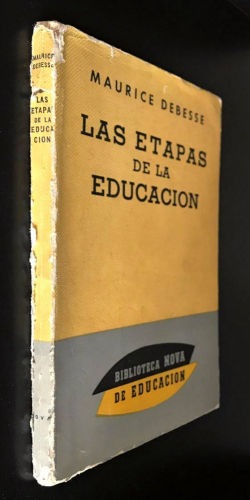 MAURICE
DEBESSE
LAS
ETAPAS
DE LA
EDUCA
CION
MAURICE DEBESSE
LAS ETAPAS
DE LA
EDUCACION
BIBLIOTECA NOVA
DE EDUCACION